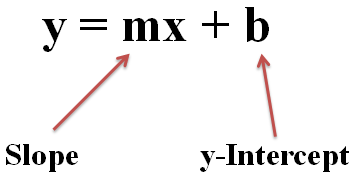 y = mx + b
Slope
y-Intercept